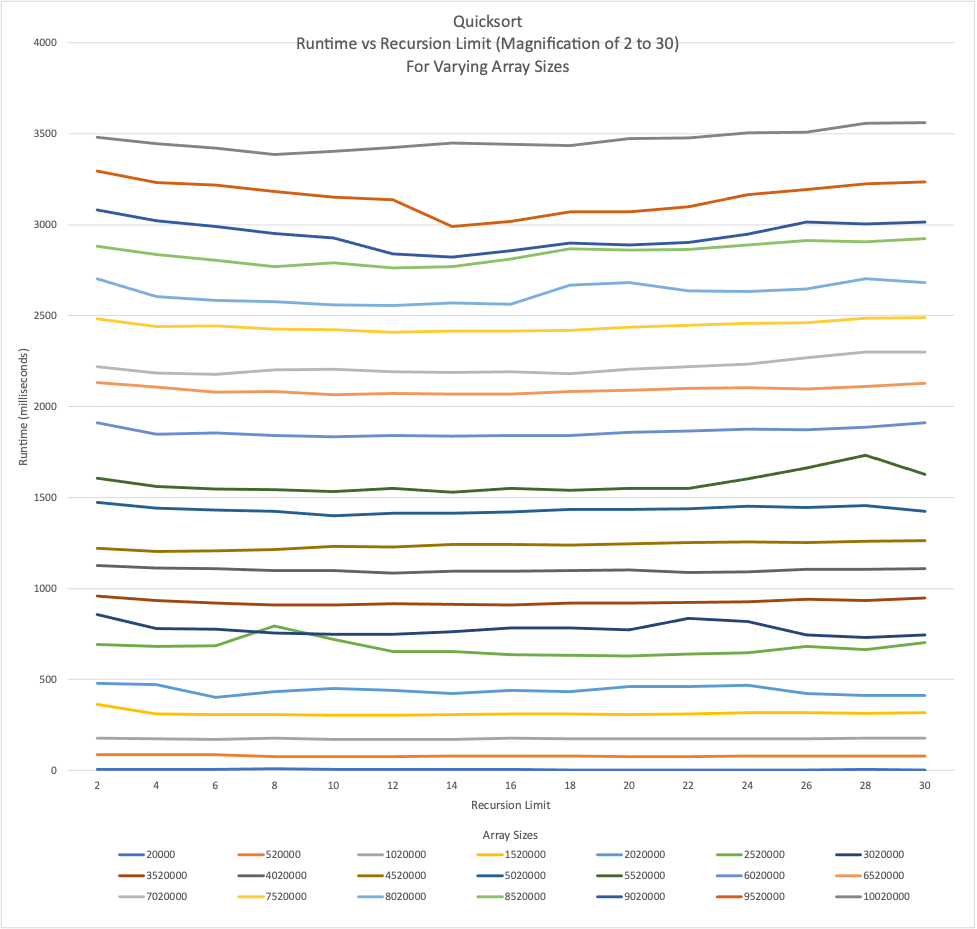 Quicksort
Runtime vs Recursion Limit (Magnification of 2 to 30)
For Varying Array Sizes
4000
3500
3000
2500
2000
1500
1000
500
0
Runtime (milliseconds)
2 4 6 8 10 12 14 16 18 20 22 24 26 28 30
Recursion Limit
Array Sizes
20000 520000 1020000 1520000 2020000 2520000 3020000
3520000 4020000 4520000 5020000 5520000 6020000 6520000
7020000 7520000 8020000 8520000 9020000 9520000 10020000